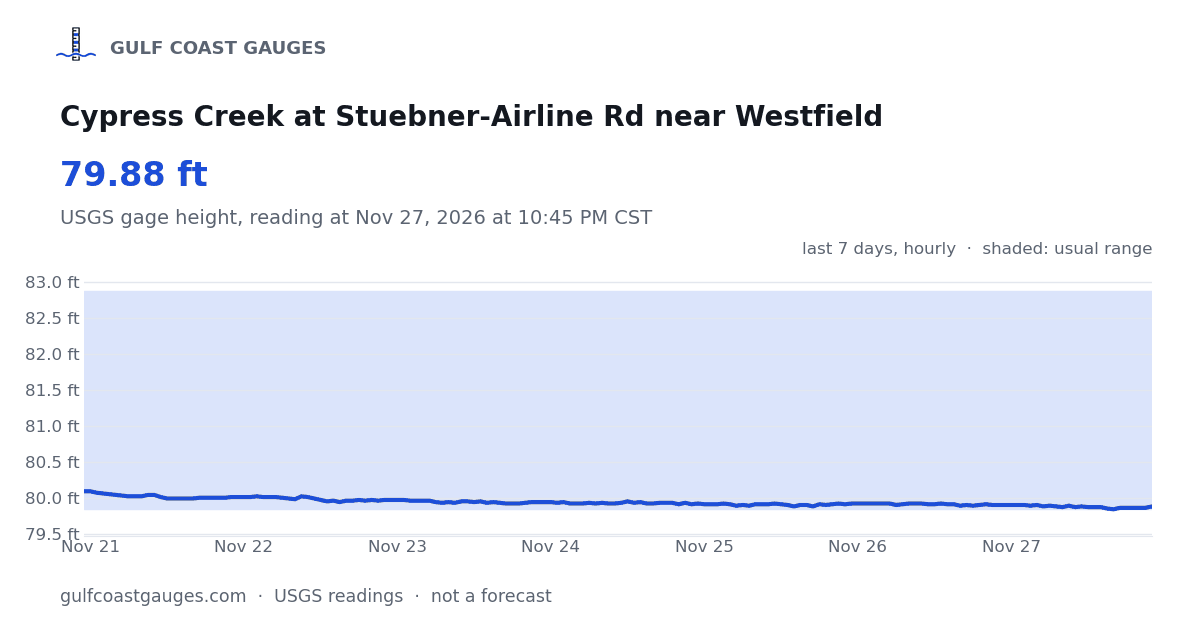 GULF COAST GAUGES
Cypress Creek at Stuebner-Airline Rd near Westfield
79.88 ft
USGS gage height, reading at Nov 27, 2026 at 10:45 PM CST
last 7 days, hourly · shaded: usual range
83.0 ft
82.5 ft
82.0 ft
81.5 ft
81.0 ft
80.5 ft
80.0 ft
79.5 ft
Nov 21 Nov 22 Nov 23 Nov 24 Nov 25 Nov 26 Nov 27
gulfcoastgauges.com · USGS readings · not a forecast